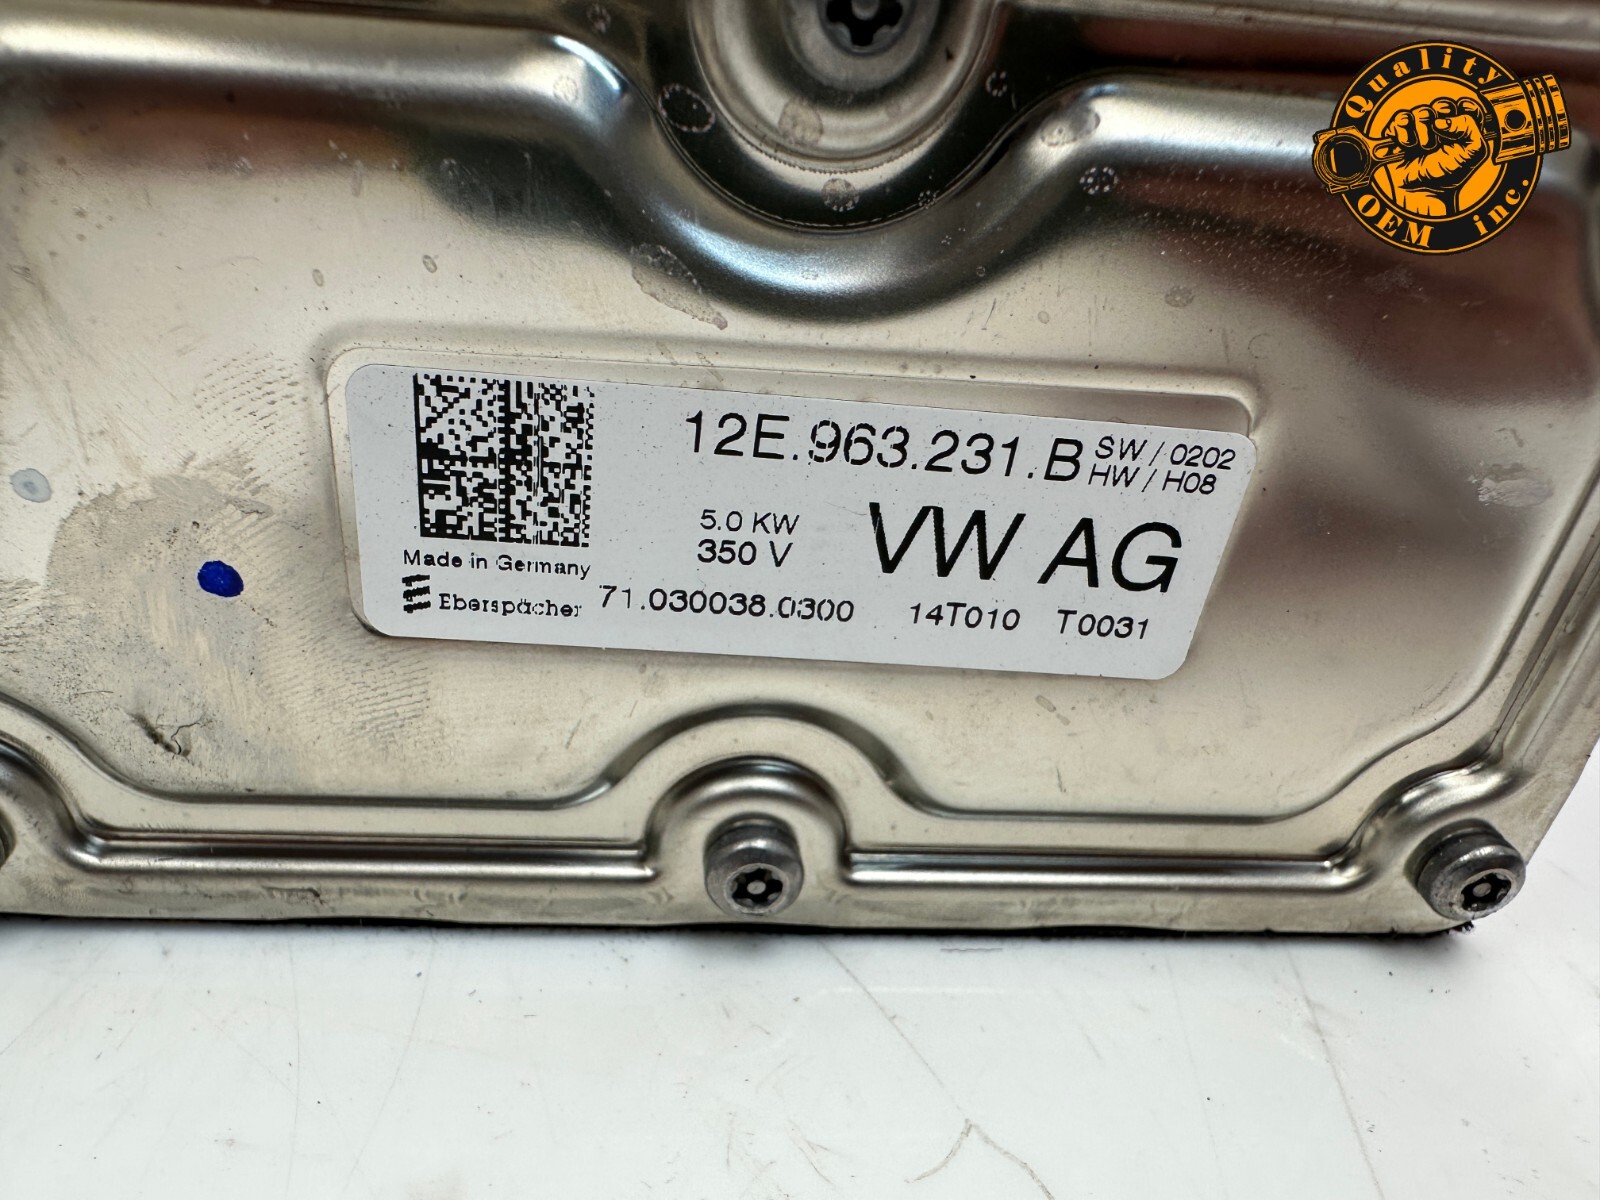 Quality
OEM inc.
12E.963.231.B
SW / 0202
HW / H08
5.0 KW
350 V
VW AG
Made in Germany
Eberspächer
71.030038.0300
14T010 T0031